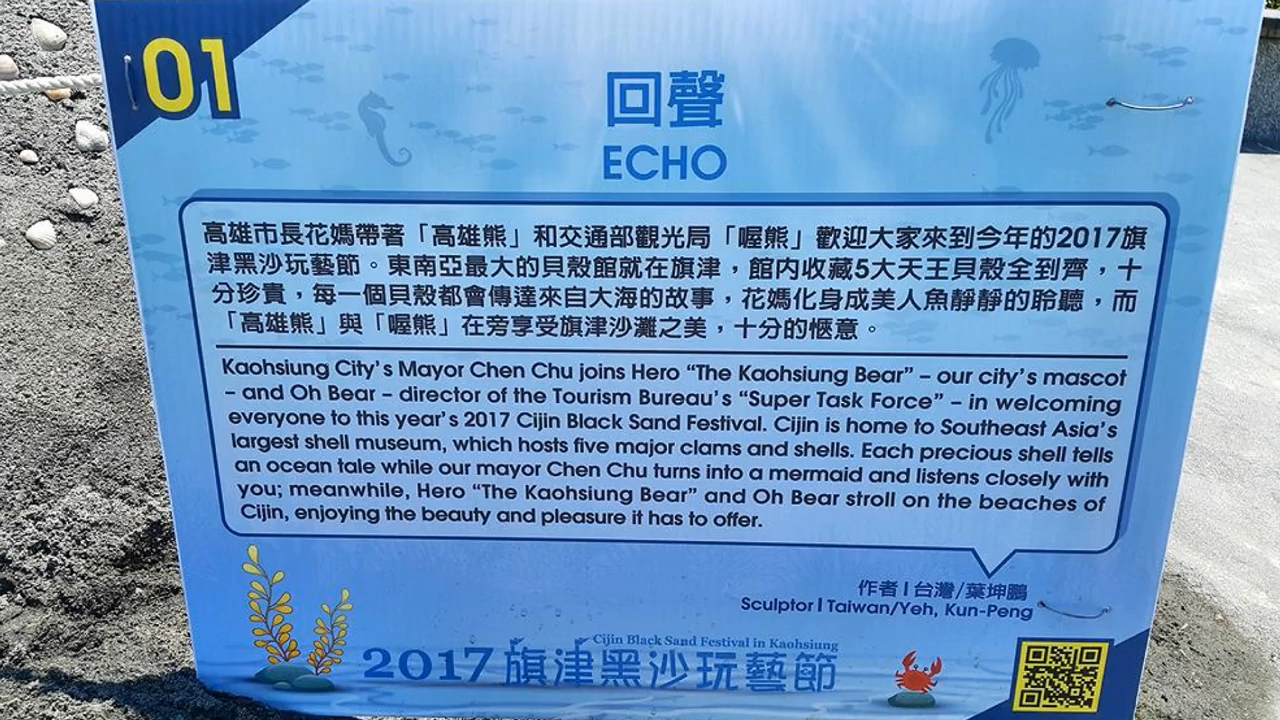 01
回聲
ECHO
高雄市長花媽帶著「高雄熊」和交通部觀光局「喔熊」歡迎大家來到今年的2017旗
津黑沙玩藝節。東南亞最大的貝殼館就在旗津，館內收藏5大天王貝殼全到齊，十
分珍貴，每一個貝殼都會傳達來自大海的故事，花媽化身成美人魚靜靜的聆聽，而
「高雄熊」與「喔熊」在旁享受旗津沙灘之美，十分的愜意。
Kaohsiung City's Mayor Chen Chu joins Hero “The Kaohsiung Bear” – our city's mascot
– and Oh Bear – director of the Tourism Bureau's “Super Task Force” – in welcoming
everyone to this year's 2017 Cijin Black Sand Festival. Cijin is home to Southeast Asia's
largest shell museum, which hosts five major clams and shells. Each precious shell tells
an ocean tale while our mayor Chen Chu turns into a mermaid and listens closely with
you; meanwhile, Hero “The Kaohsiung Bear” and Oh Bear stroll on the beaches of
Cijin, enjoying the beauty and pleasure it has to offer.
作者 | 台灣/葉坤鵬
Sculptor | Taiwan/Yeh, Kun-Peng
Cijin Black Sand Festival in Kaohsiung
2017 旗津黑沙玩藝節